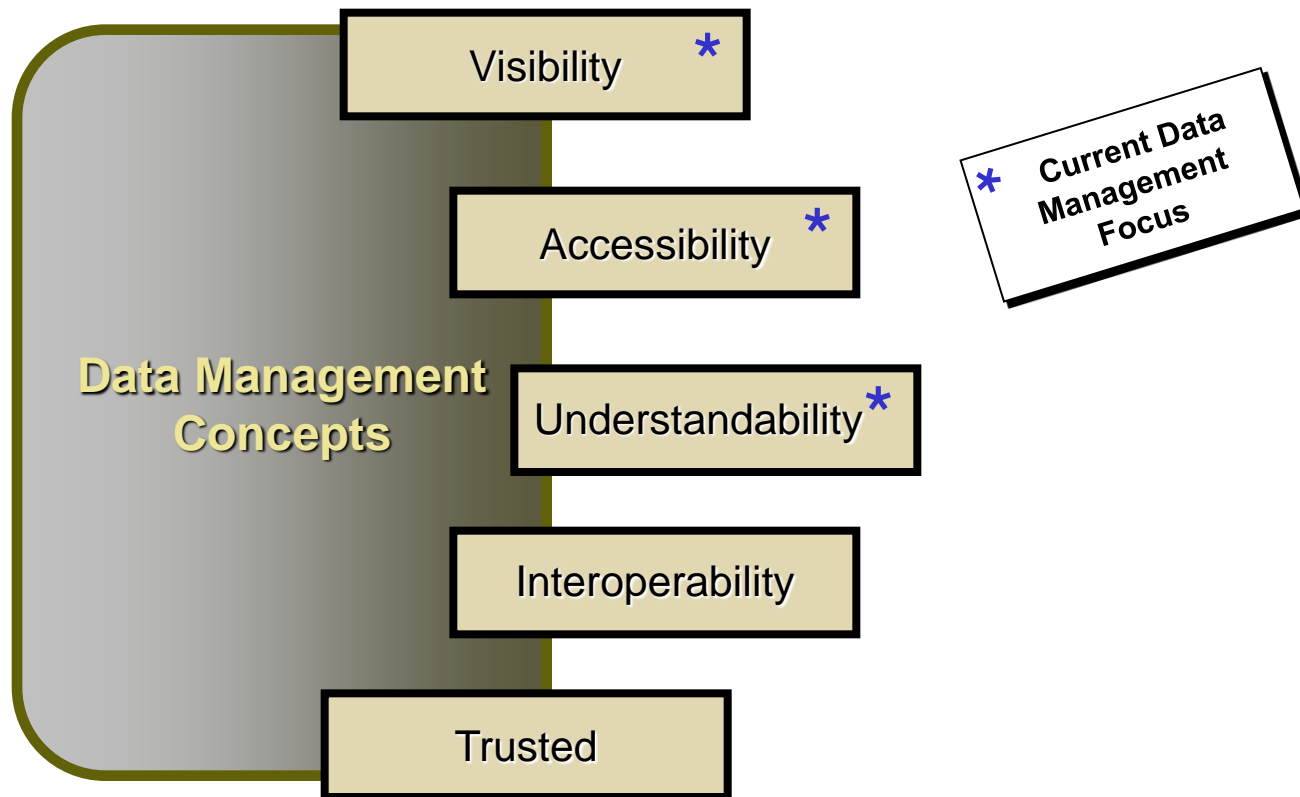 Visibility *
* Current Data
Management
Focus
Accessibility *
Data Management
Concepts
Understandability *
Interoperability
Trusted